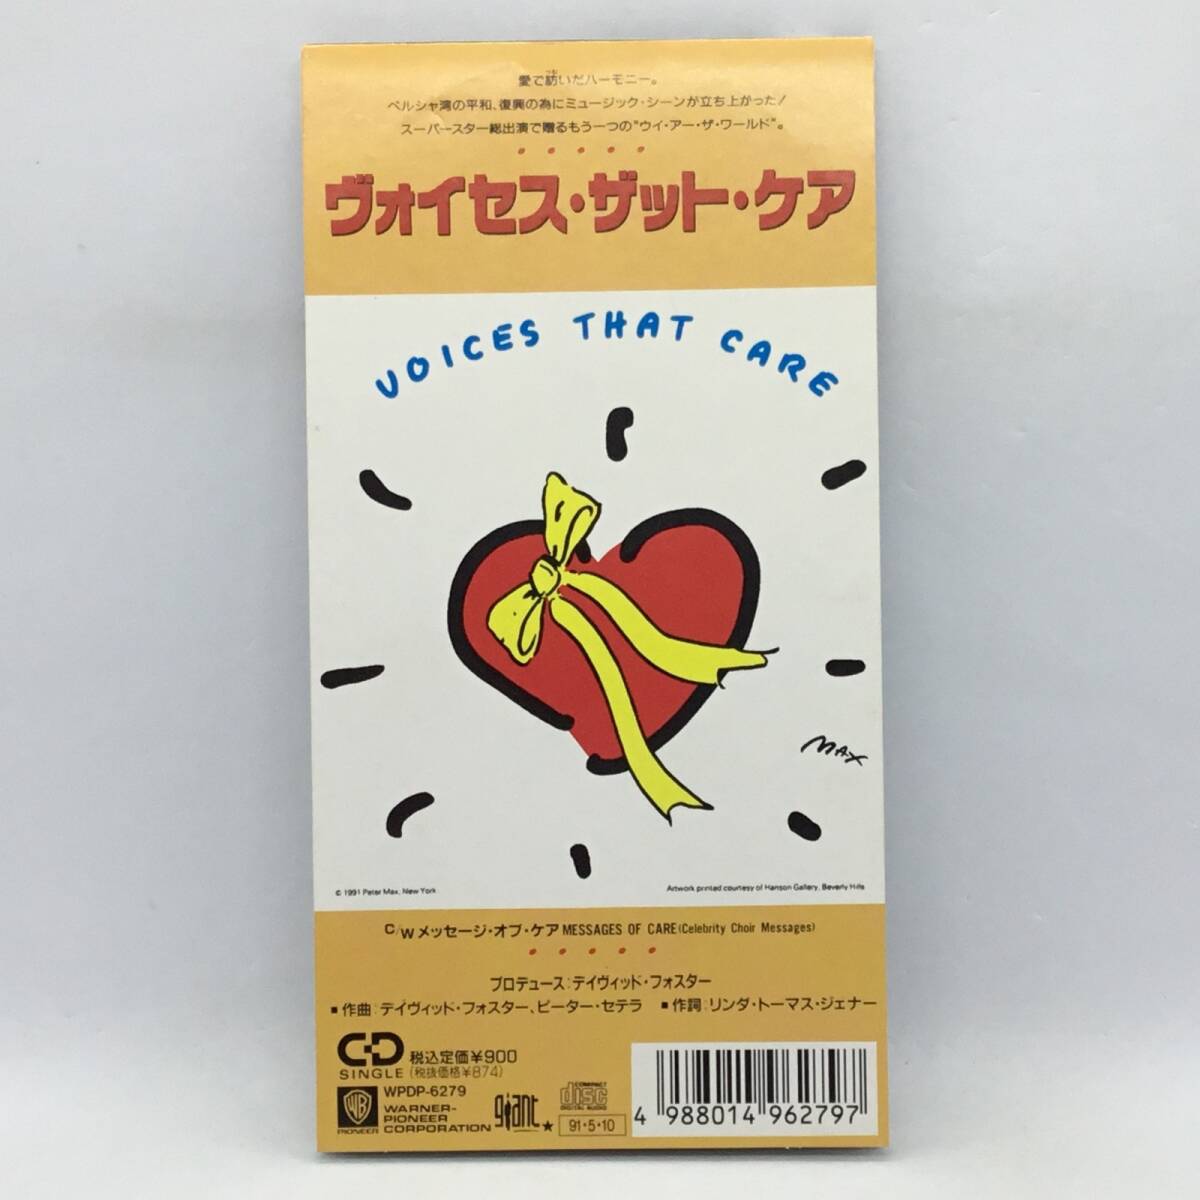 愛で紡いだハーモニー。
ペルシャ湾の平和、復興の為にミュージック・シーンが立ち上がった!
スーパースター総出演で贈るもう一つの"ウィ・アー・ザ・ワールド"。
ヴォイセス・ザット・ケア
VOICES THAT CARE
MAX
© 1991 Peter Max, New York
Artwork printed courtesy of Hanson Gallery, Beverly Hills
C/W メッセージ・オブ・ケア MESSAGES OF CARE (Celebrity Choir Messages)
プロデュース:デイヴィッド・フォスター
■ 作曲:デイヴィッド・フォスター、ピーター・セテラ ■ 作詞:リンダ・トーマス・ジェナー
CD SINGLE
税込定価¥900
(税抜価格¥874)
WPDP-6279
WB PIONEER
WARNER-PIONEER CORPORATION
giant
COMPACT disc DIGITAL AUDIO
91・5・10
4 988014 962797